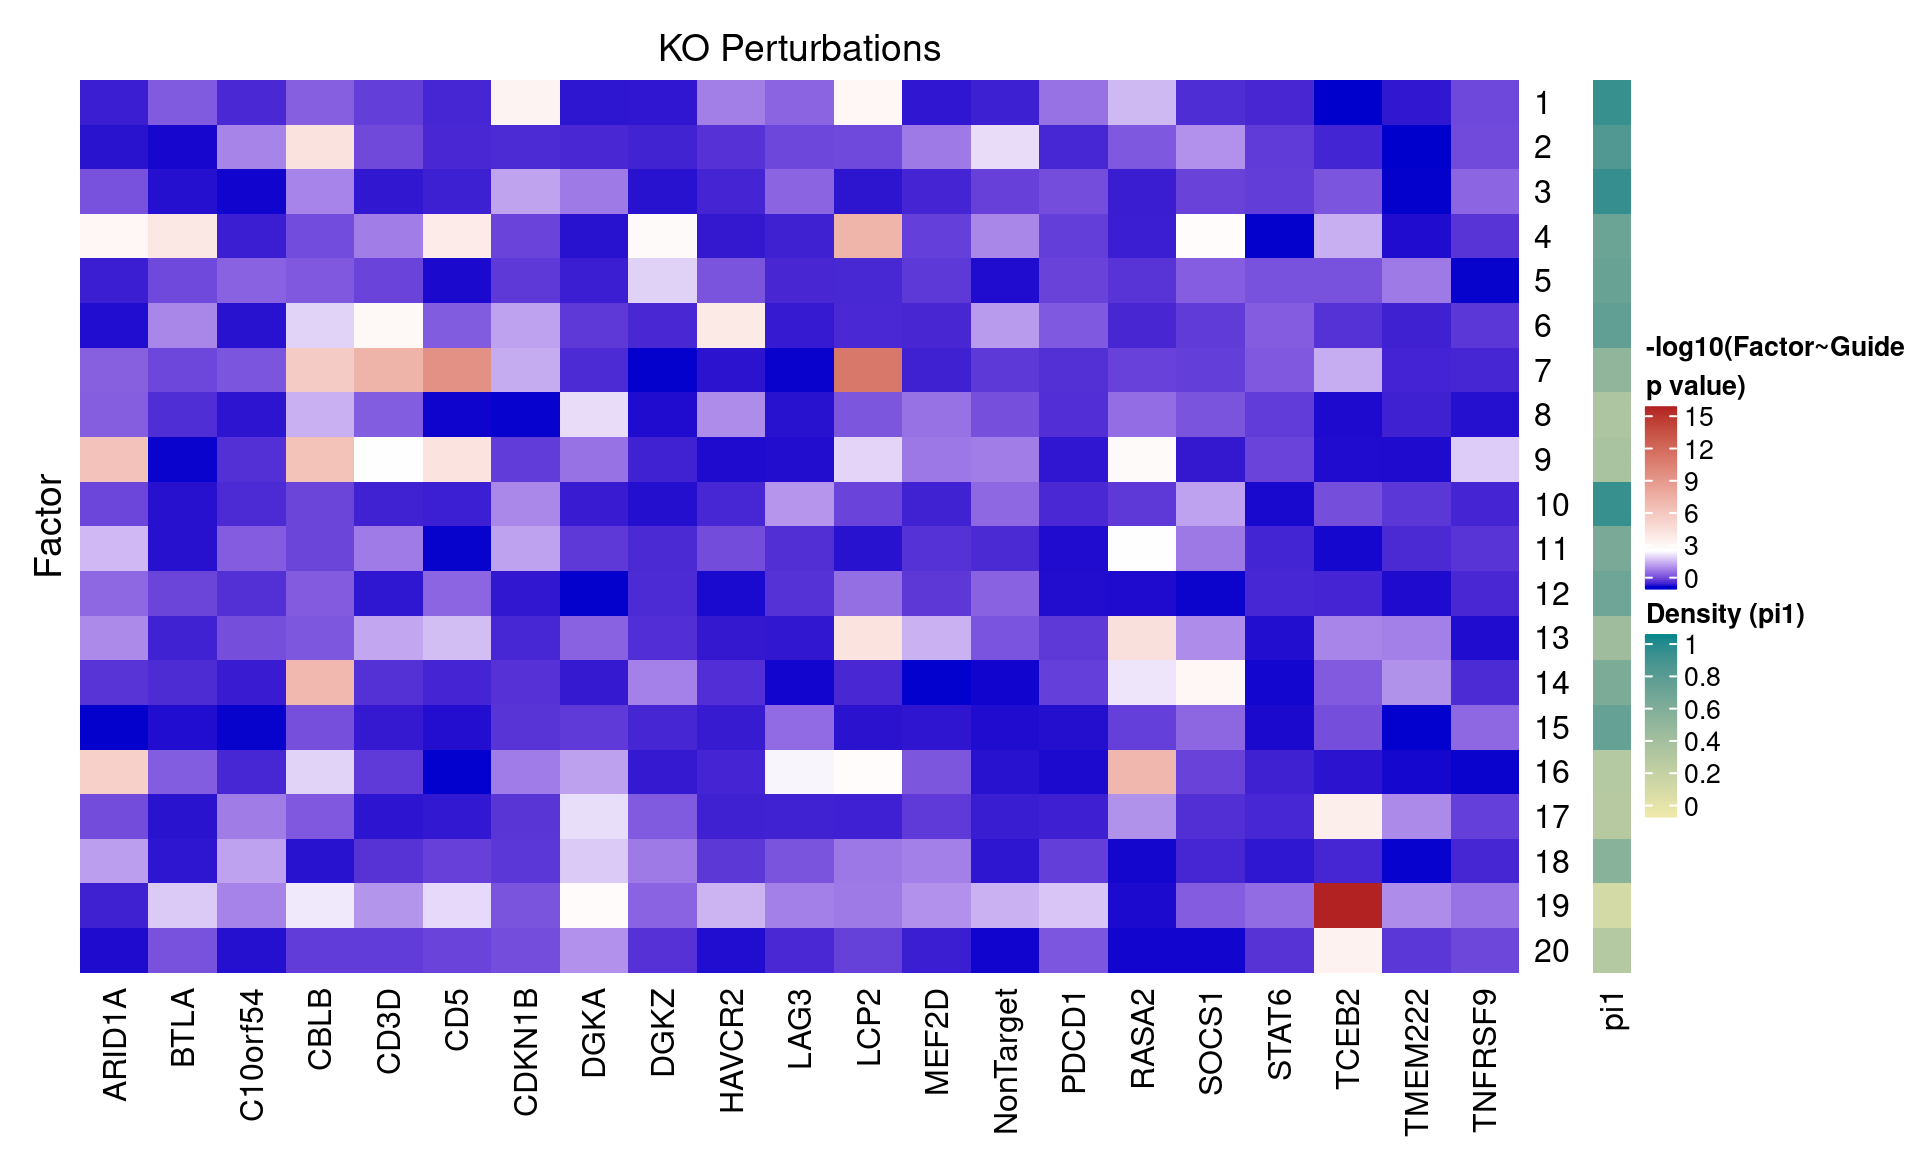 KO Perturbations
Factor
1
2
3
4
5
6
7
8
9
10
11
12
13
14
15
16
17
18
19
20
ARID1A
BTLA
C10orf54
CBLB
CD3D
CD5
CDKN1B
DGKA
DGKZ
HAVCR2
LAG3
LCP2
MEF2D
NonTarget
PDCD1
RASA2
SOCS1
STAT6
TCEB2
TMEM222
TNFRSF9
pi1
-log10(Factor~Guide
p value)
15
12
9
6
3
0
Density (pi1)
1
0.8
0.6
0.4
0.2
0